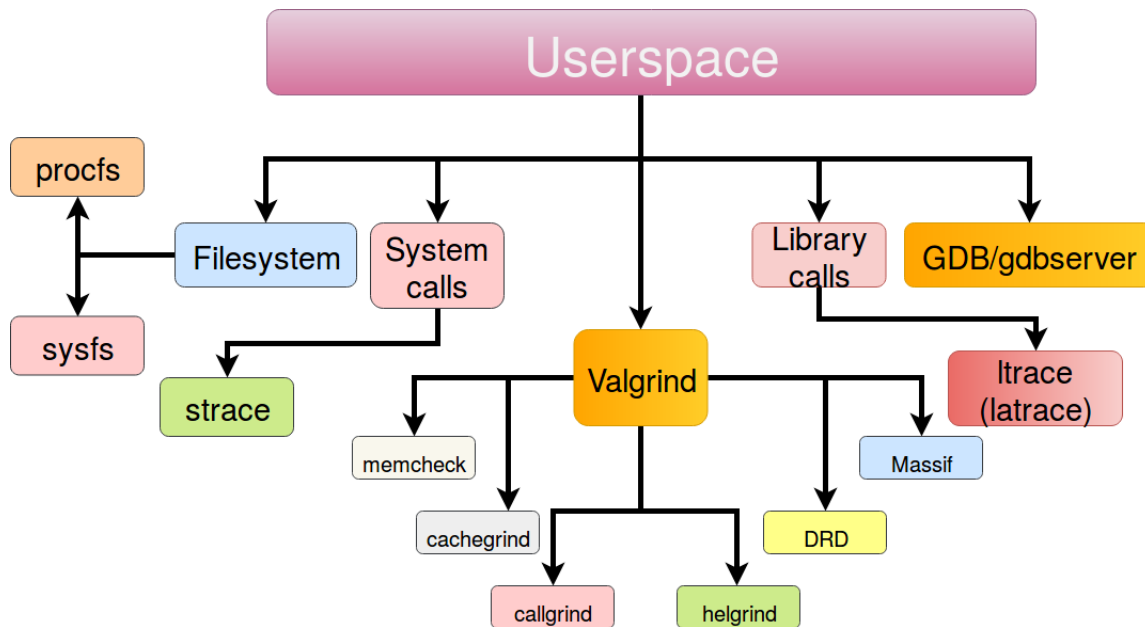 Userspace
procfs
Filesystem
System
calls
Library
calls
GDB/gdbserver
sysfs
strace
Valgrind
ltrace
(latrace)
memcheck
Massif
cachegrind
DRD
callgrind
helgrind